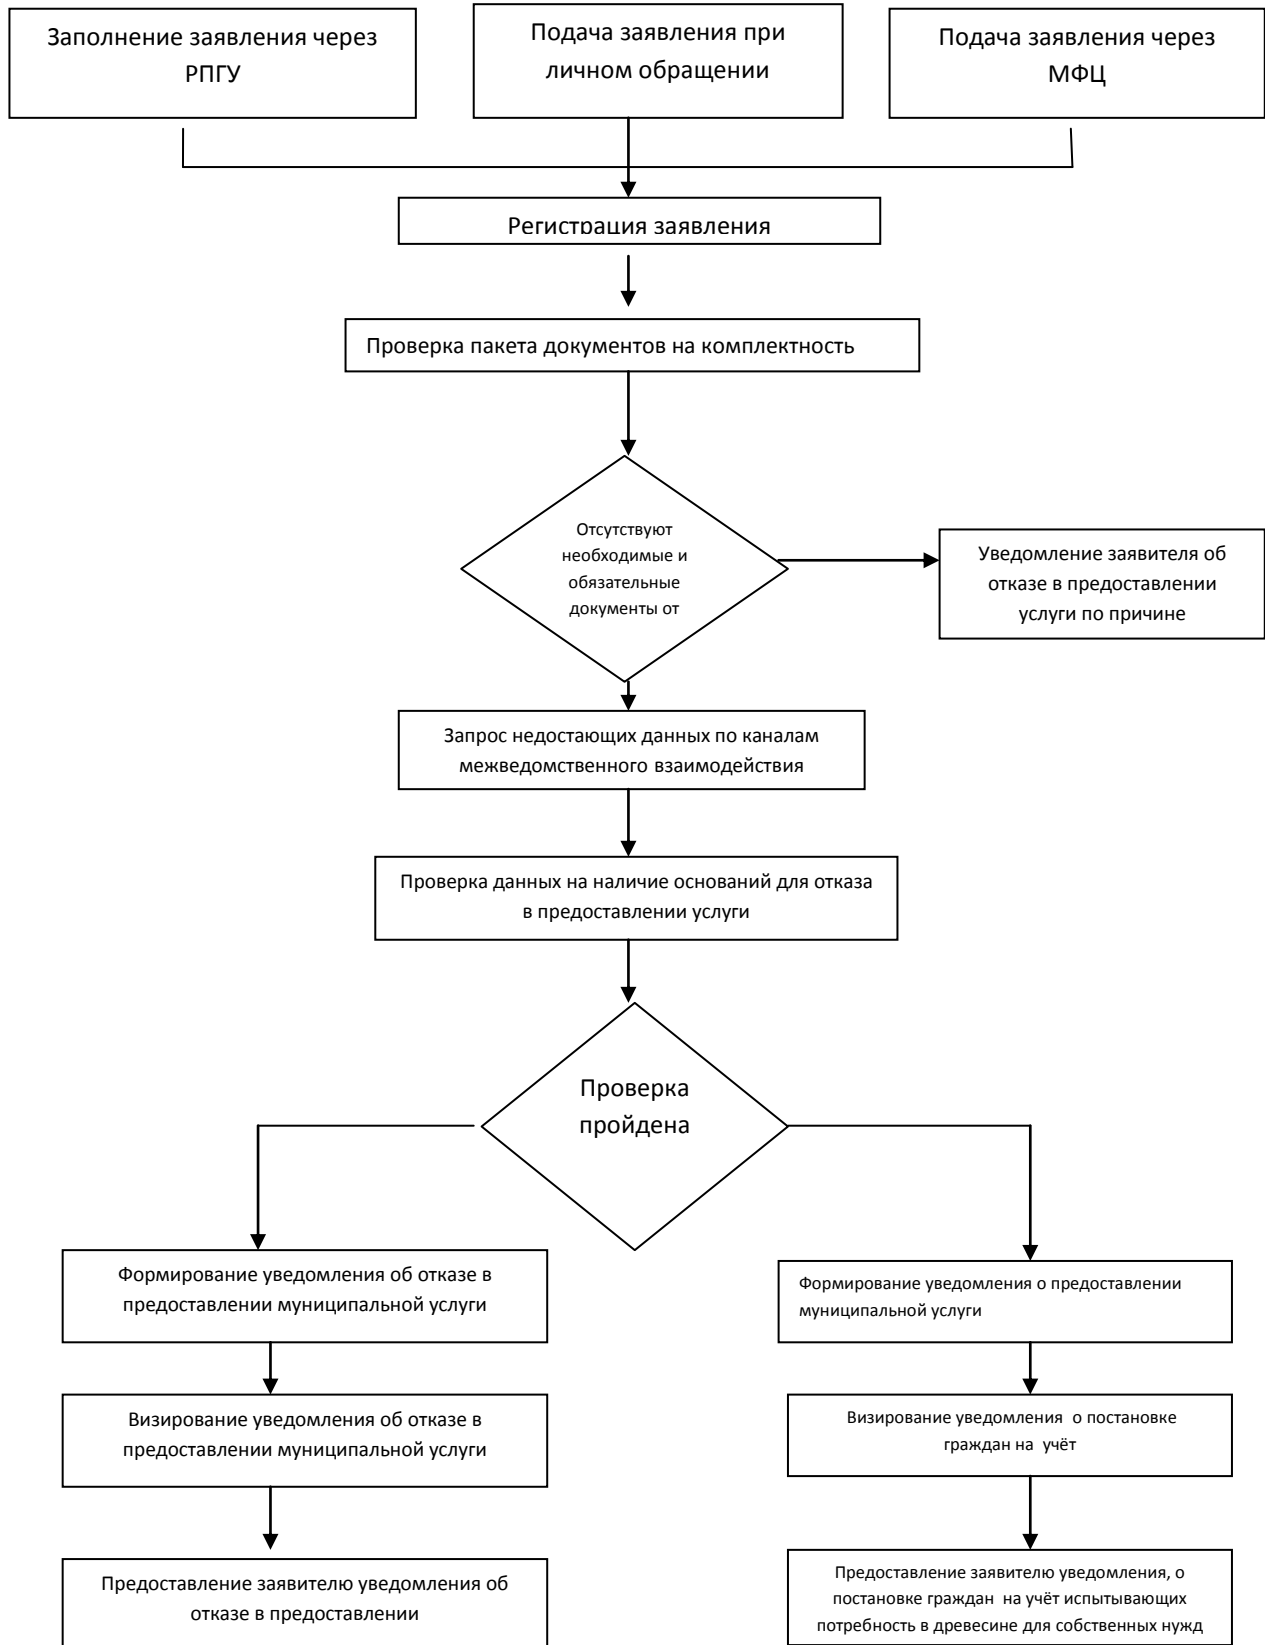 Заполнение заявления через
РПГУ
Подача заявления при
личном обращении
Подача заявления через
МФЦ
Регистрация заявления
Проверка пакета документов на комплектность
Отсутствуют
необходимые и
обязательные
документы от
Уведомление заявителя об
отказе в предоставлении
услуги по причине
Запрос недостающих данных по каналам
межведомственного взаимодействия
Проверка данных на наличие оснований для отказа
в предоставлении услуги
Проверка
пройдена
Формирование уведомления об отказе в
предоставлении муниципальной услуги
Формирование уведомления о предоставлении
муниципальной услуги
Визирование уведомления об отказе в
предоставлении муниципальной услуги
Визирование уведомления о постановке
граждан на учёт
Предоставление заявителю уведомления об
отказе в предоставлении
Предоставление заявителю уведомления, о
постановке граждан на учёт испытывающих
потребность в древесине для собственных нужд